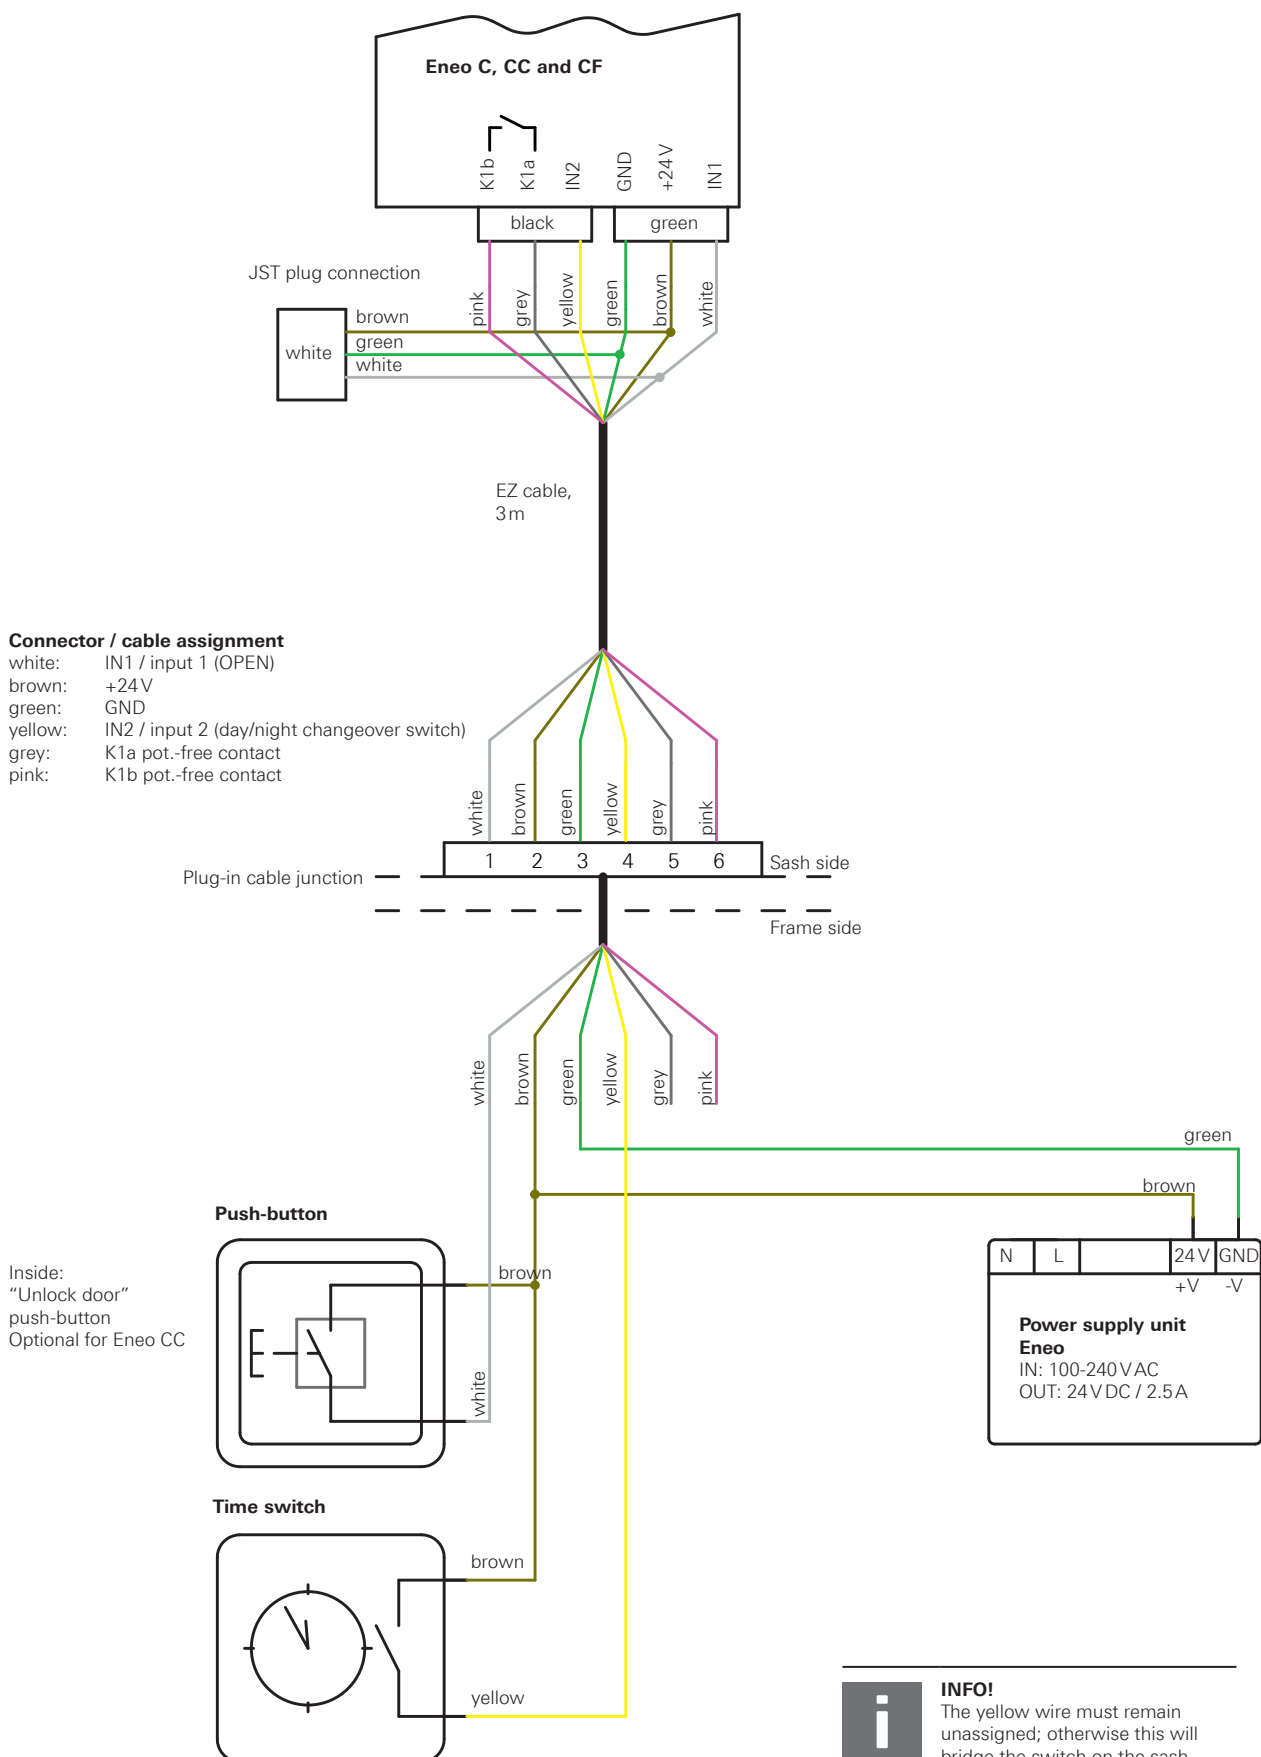 Eneo C, CC and CF
K1b
K1a
IN2
GND
+24 V
IN1
black
green
JST plug connection
pink
grey
yellow
green
brown
white
white
brown
green
white
EZ cable,
3 m
Connector / cable assignment
white: IN1 / input 1 (OPEN)
brown: +24 V
green: GND
yellow: IN2 / input 2 (day/night changeover switch)
grey: K1a pot.-free contact
pink: K1b pot.-free contact
white
brown
green
yellow
grey
pink
1 2 3 4 5 6
Sash side
Plug-in cable junction
Frame side
white
brown
green
yellow
grey
pink
green
brown
Push-button
Inside:
“Unlock door”
push-button
Optional for Eneo CC
brown
white
N L 24 V GND
+V -V
Power supply unit
Eneo
IN: 100-240 V AC
OUT: 24 V DC / 2.5 A
Time switch
brown
yellow
INFO!
The yellow wire must remain
unassigned; otherwise this will
bridge the switch on the sash